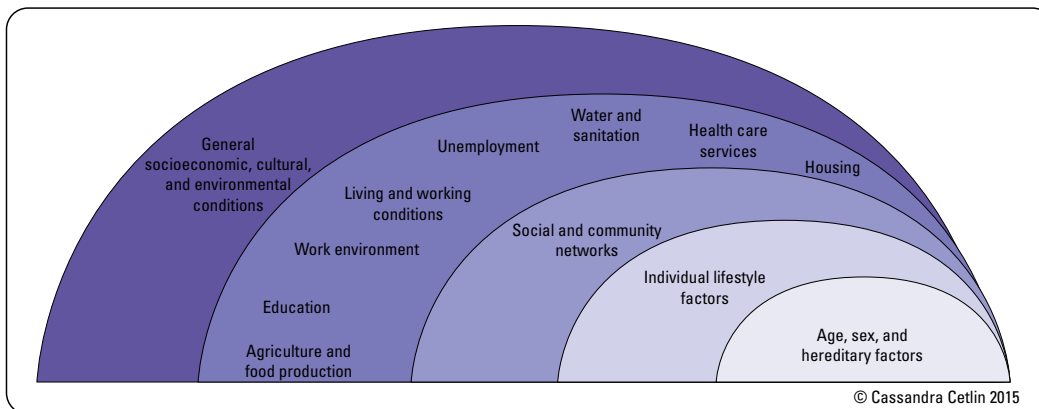 General
socioeconomic, cultural,
and environmental
conditions
Agriculture and
food production
Education
Work environment
Living and working
conditions
Unemployment
Water and
sanitation
Health care
services
Housing
Social and community
networks
Individual lifestyle
factors
Age, sex, and
hereditary factors
© Cassandra Cetlin 2015